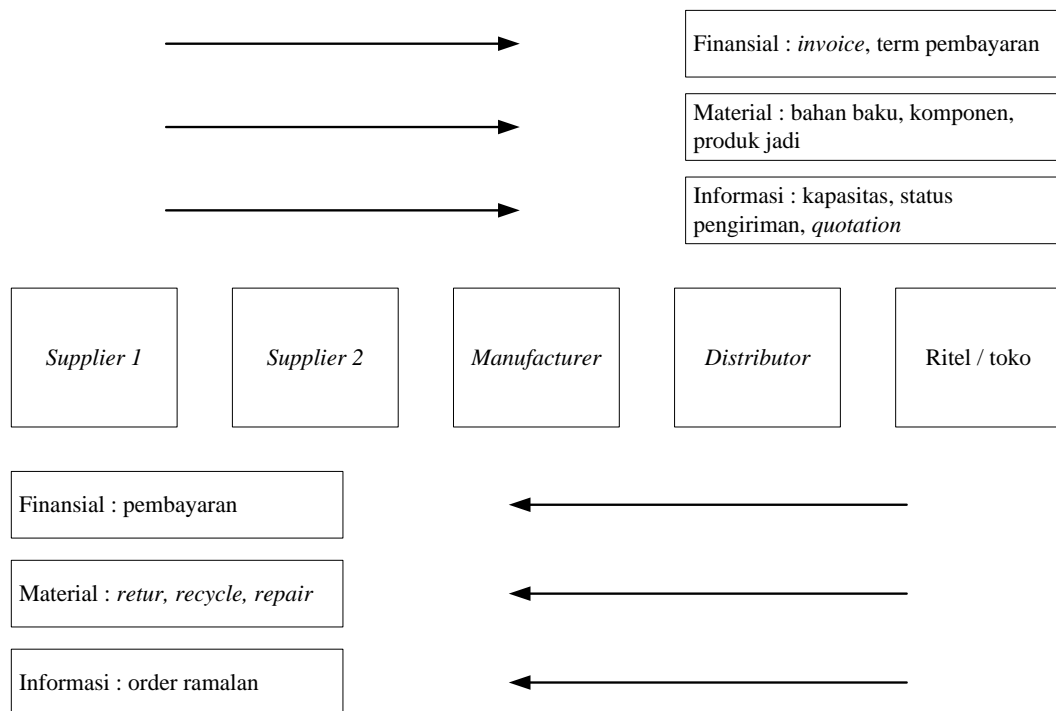 Finansial : invoice, term pembayaran
Material : bahan baku, komponen,
produk jadi
Informasi : kapasitas, status
pengiriman, quotation
Supplier 1
Supplier 2
Manufacturer
Distributor
Ritel / toko
Finansial : pembayaran
Material : retur, recycle, repair
Informasi : order ramalan